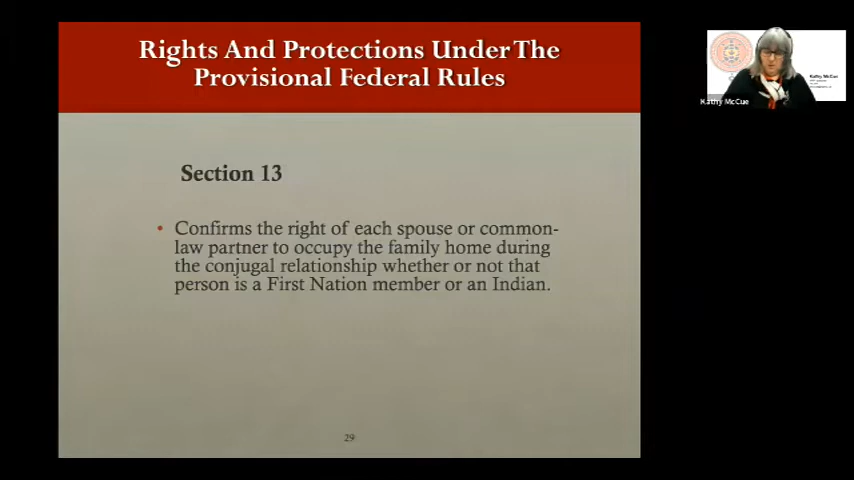 Rights And Protections Under The
Provisional Federal Rules
Section 13
• Confirms the right of each spouse or common-
law partner to occupy the family home during
the conjugal relationship whether or not that
person is a First Nation member or an Indian.
29
Kathy McCue
Kathy McCue